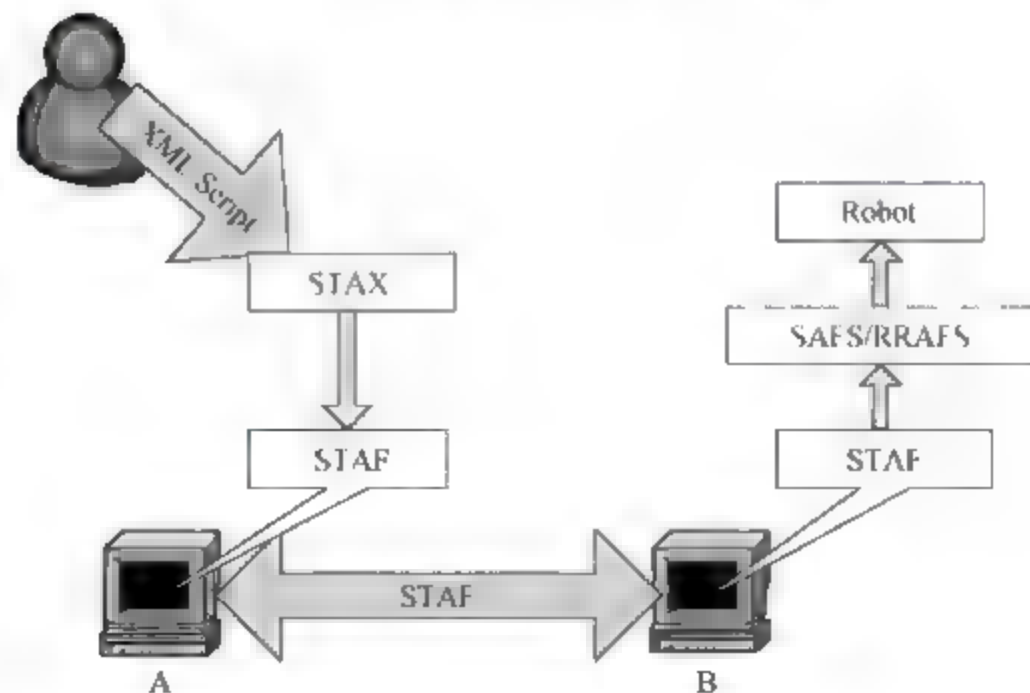 XML Script
Robot
STAX
SAFS/RRAFS
STAF
STAF
STAF
A
B